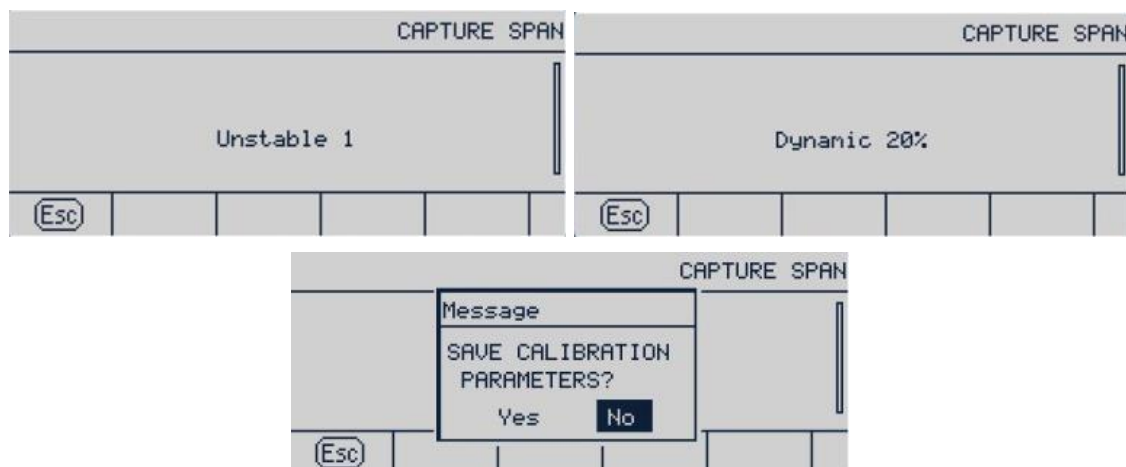 CAPTURE SPAN
Unstable 1
Esc
CAPTURE SPAN
Dynamic 20%
Esc
CAPTURE SPAN
Message
SAVE CALIBRATION
PARAMETERS?
Yes No
Esc